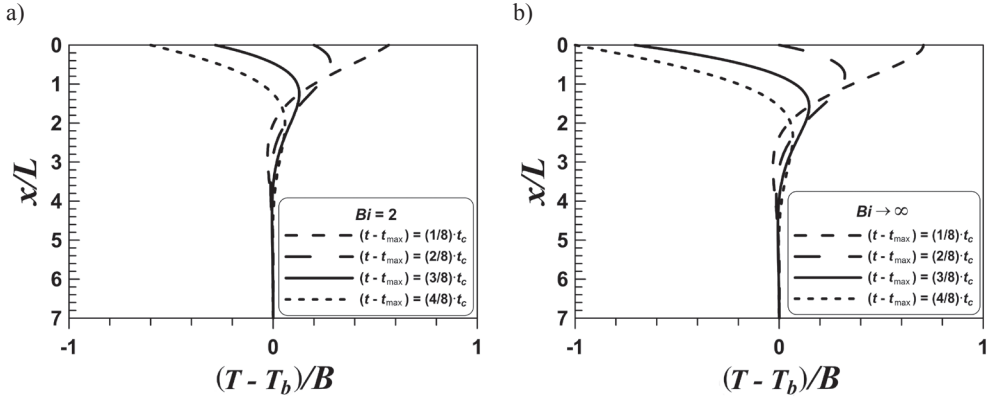 a)
0
1
2
3
4
5
6
7
x/L
-1
0
1
(T - T_b)/B
Bi = 2
(t - t_max) = (1/8)·t_c
(t - t_max) = (2/8)·t_c
(t - t_max) = (3/8)·t_c
(t - t_max) = (4/8)·t_c
b)
0
1
2
3
4
5
6
7
x/L
-1
0
1
(T - T_b)/B
Bi → ∞
(t - t_max) = (1/8)·t_c
(t - t_max) = (2/8)·t_c
(t - t_max) = (3/8)·t_c
(t - t_max) = (4/8)·t_c